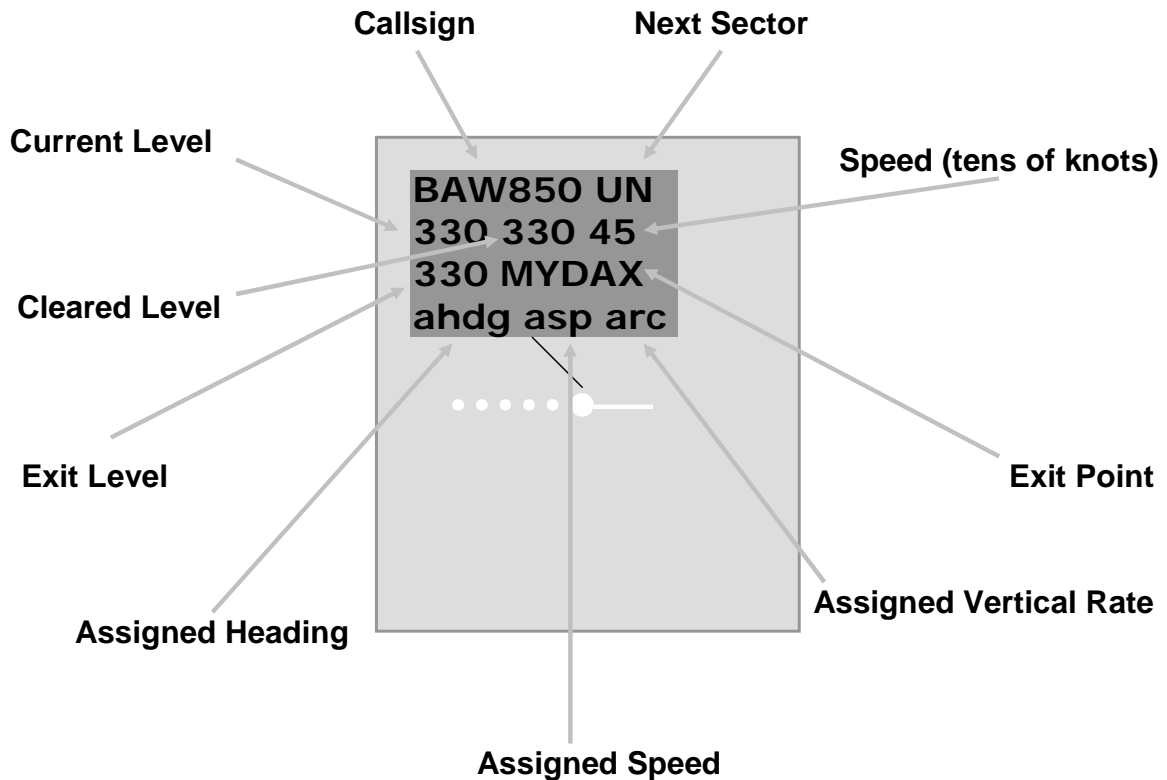 Callsign
Next Sector
Current Level
Speed (tens of knots)
BAW850 UN
330 330 45
330 MYDAX
ahdg asp arc
Cleared Level
Exit Level
Exit Point
Assigned Vertical Rate
Assigned Heading
Assigned Speed